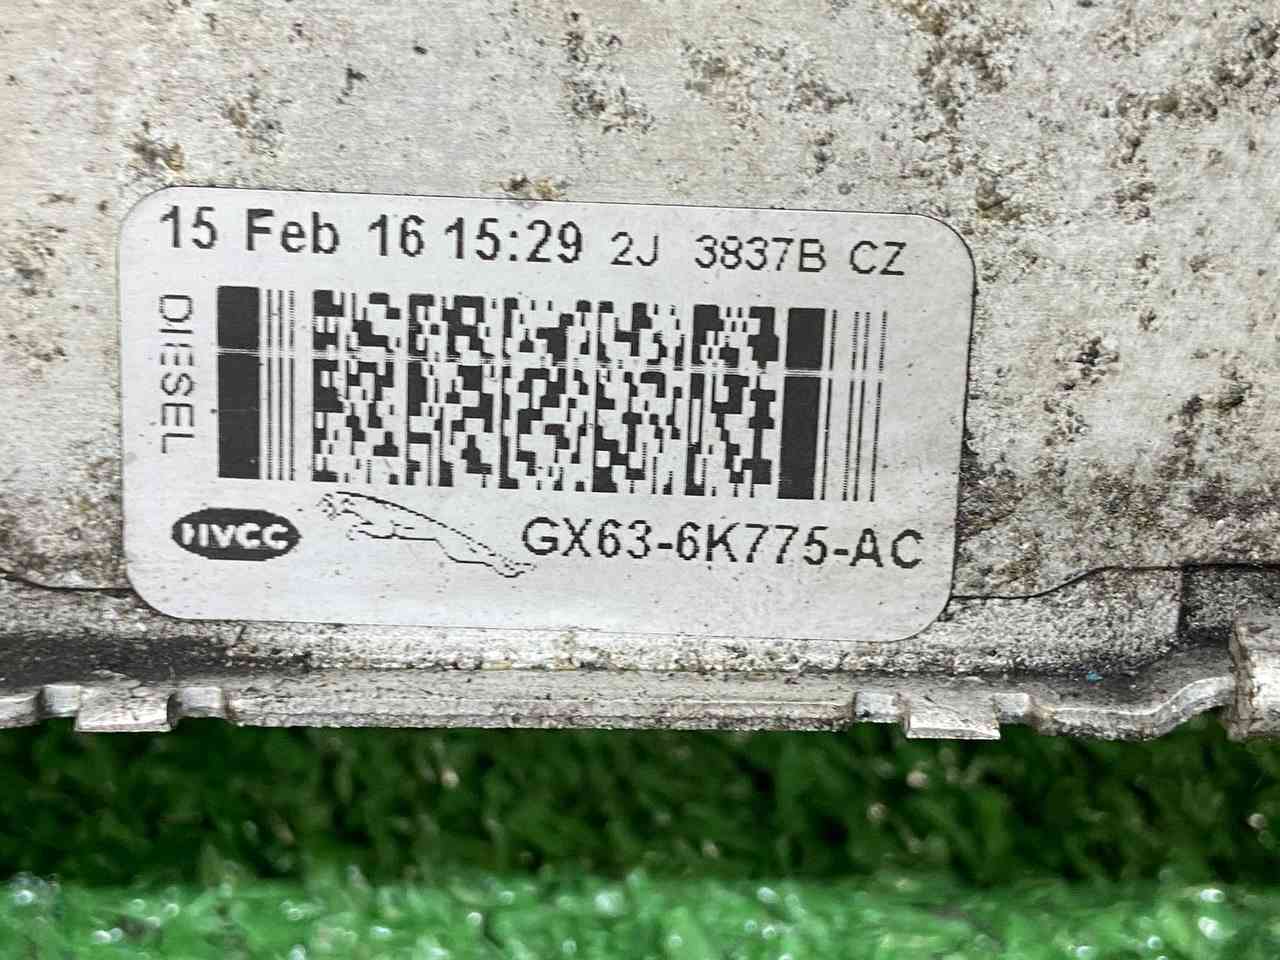 15 Feb 16 15:29 2J 3837B CZ
DIESEL
HVCC
GX63-6K775-AC